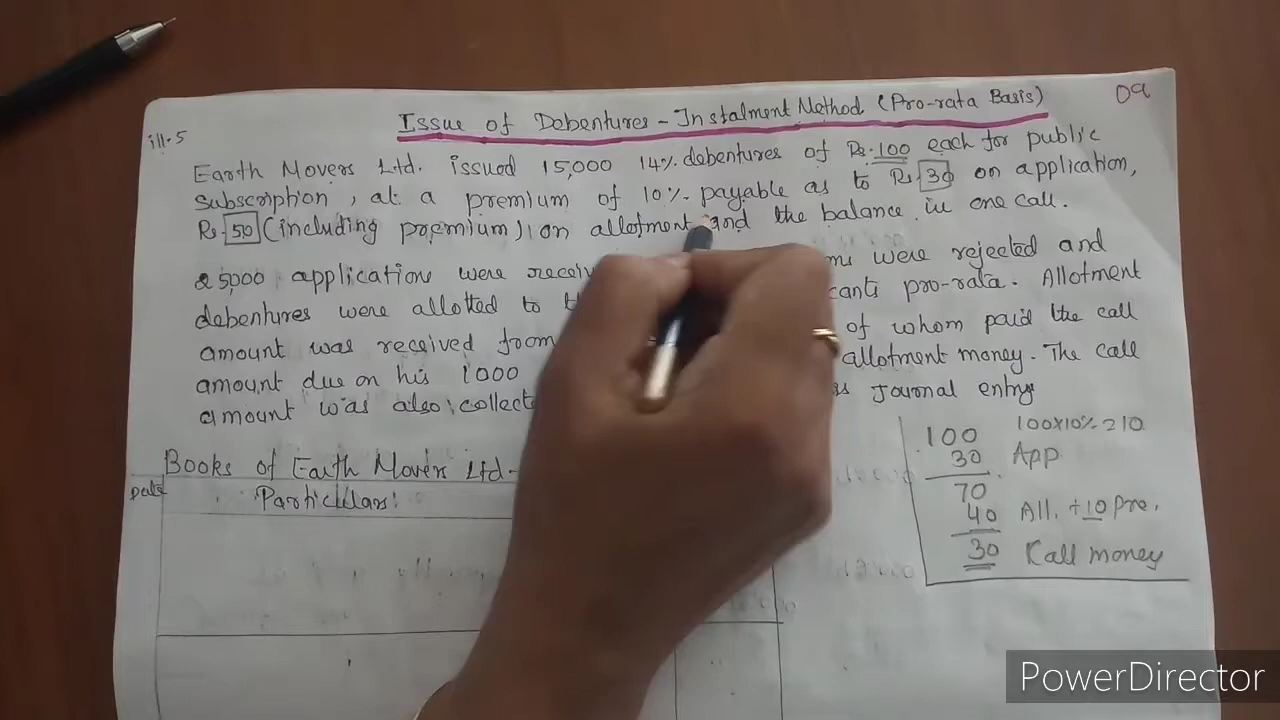 Issue of Debentures - Instalment Method (Pro-rata Basis)
09
ill-5
Earth Movers Ltd. issued 15,000 14% debentures of Rs.100 each for public
subscription, at a premium of 10% payable as to Rs 30 on application,
Rs.50 (including premium) on allotment and the balance in one call.
25,000 applications were were rejected and
debentures were allotted to pro-rata. Allotment
amount was received from of whom paid the call
amount due on his 1000 allotment money. The call
amount was also Journal entry
Books of Earth Movers Ltd-
Date
Particulars:
100 100x10%=10
30 App
70
40 All. +10 pre.
30 Call money
PowerDirector